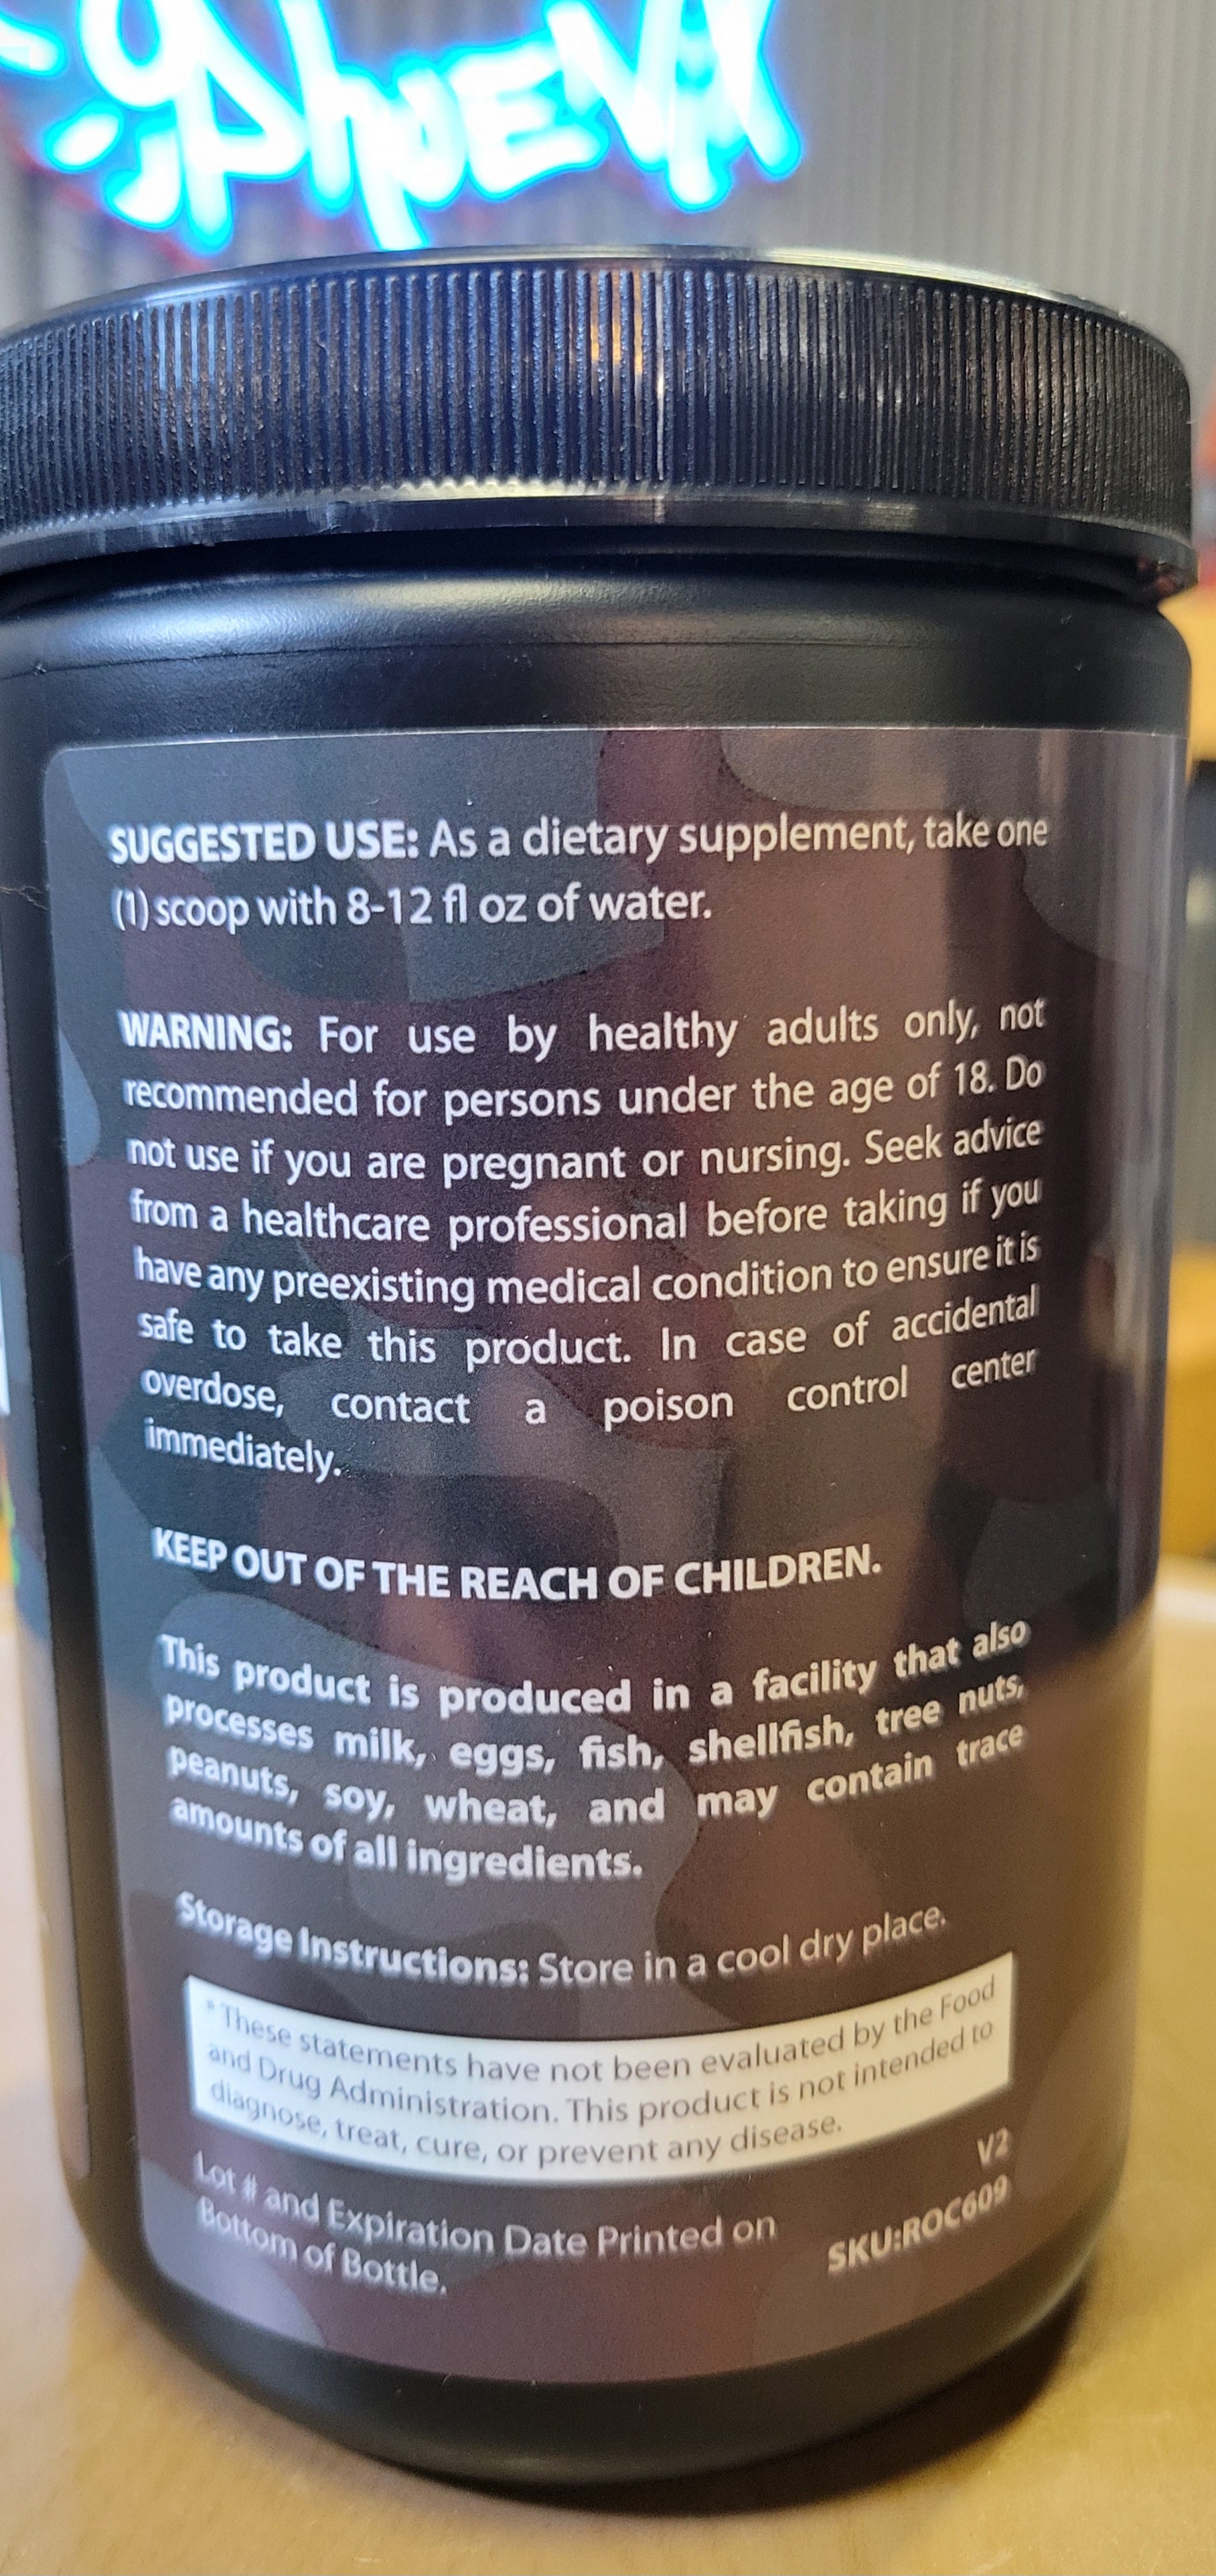 SUGGESTED USE: As a dietary supplement, take one
(1) scoop with 8-12 fl oz of water.
WARNING: For use by healthy adults only, not
recommended for persons under the age of 18. Do
not use if you are pregnant or nursing. Seek advice
from a healthcare professional before taking if you
have any preexisting medical condition to ensure it is
safe to take this product. In case of accidental
overdose, contact a poison control center
immediately.
KEEP OUT OF THE REACH OF CHILDREN.
This product is produced in a facility that also
processes milk, eggs, fish, shellfish, tree nuts,
peanuts, soy, wheat, and may contain trace
amounts of all ingredients.
Storage Instructions: Store in a cool dry place.
* These statements have not been evaluated by the Food
and Drug Administration. This product is not intended to
diagnose, treat, cure, or prevent any disease.
Lot # and Expiration Date Printed on
Bottom of Bottle.
V2
SKU:ROC609